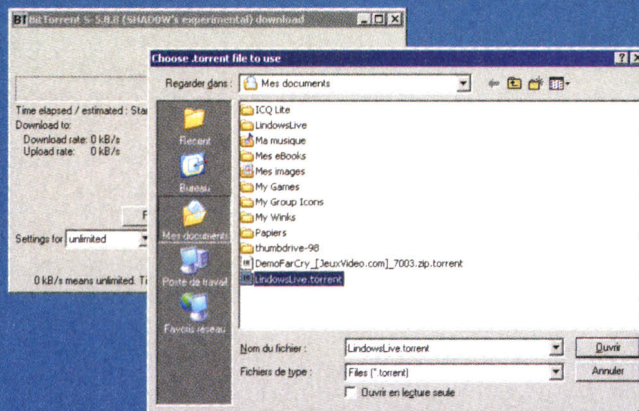 BitTorrent S-5.8.8 (SHADOW's experimental) download
Time elapsed / estimated : Sta
Download to:
Download rate: 0 kB/s
Upload rate: 0 kB/s
Settings for unlimited
0 kB/s means unlimited. Ti
Choose .torrent file to use
Regarder dans :
Mes documents
Recent
Bureau
Mes documents
Poste de travail
Favoris réseau
ICQ Lite
LindowsLive
Ma musique
Mes eBooks
Mes images
My Games
My Group Icons
My Winks
Papiers
thumbdrive-98
DemoFarCry_[JeuxVideo.com]_7003.zip.torrent
LindowsLive.torrent
Nom du fichier :
LindowsLive.torrent
Ouvrir
Fichiers de type :
Files (*.torrent)
Annuler
Ouvrir en lecture seule